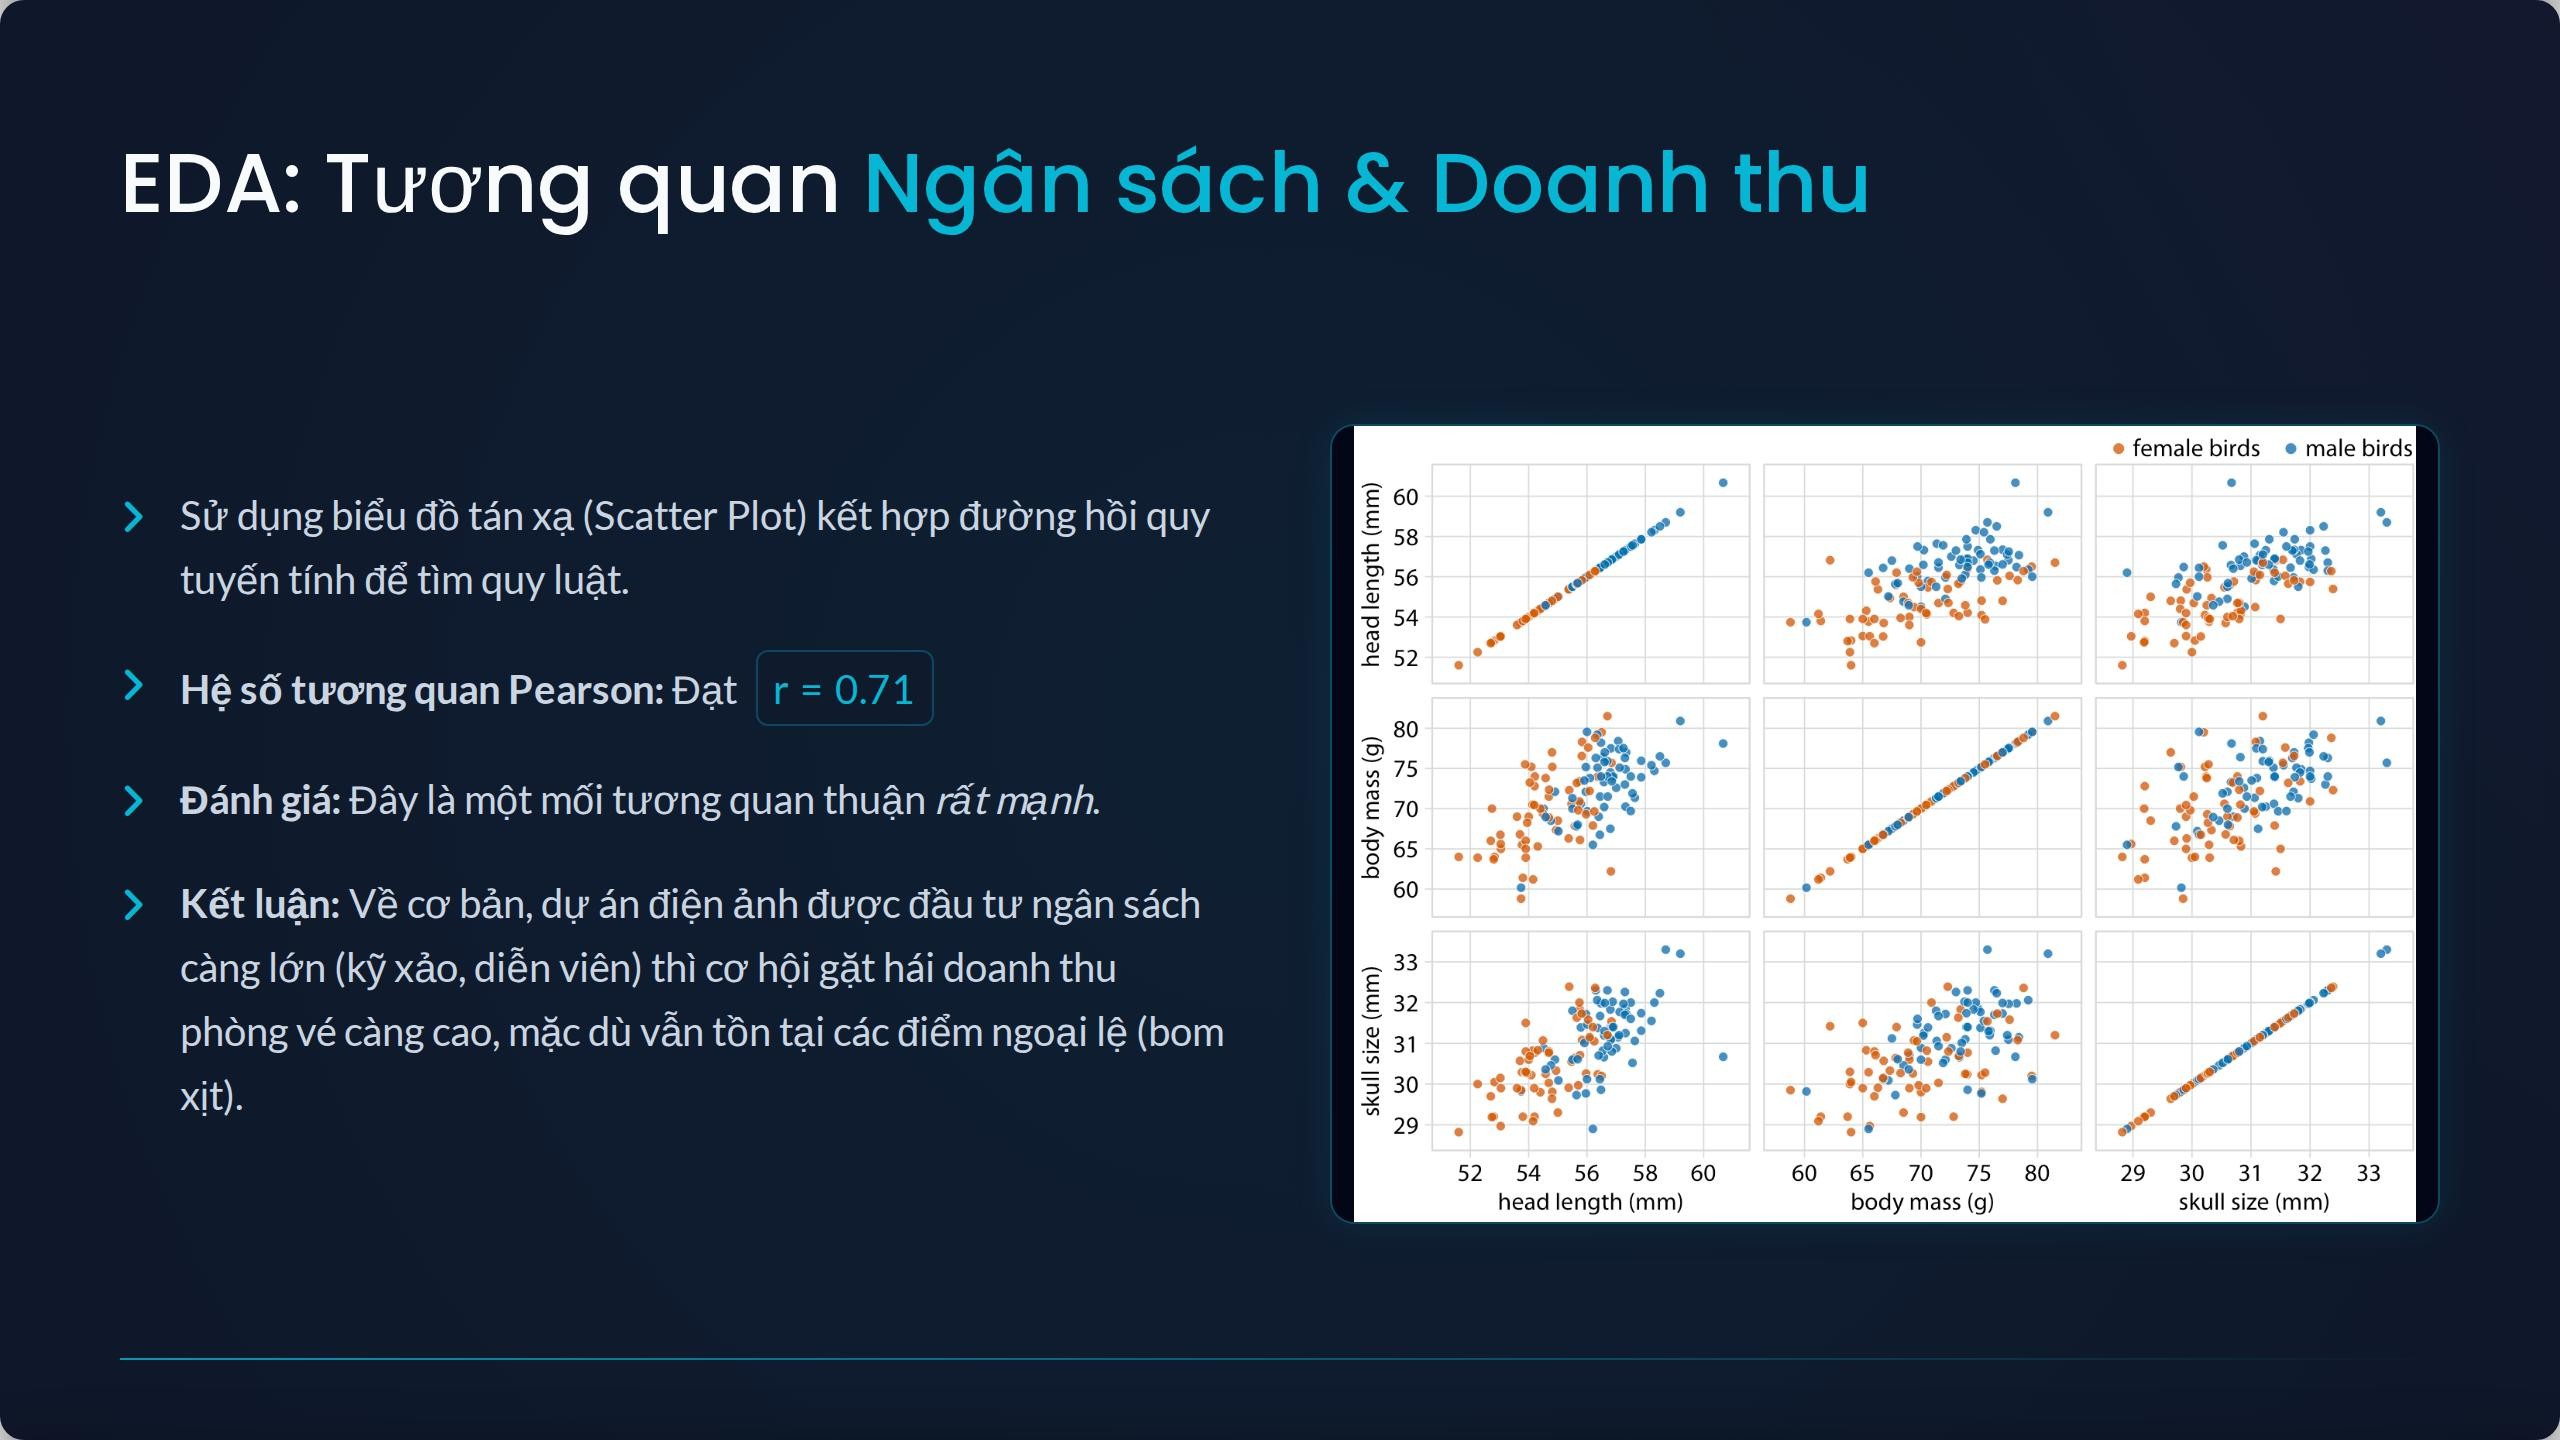 EDA: Tương quan Ngân sách & Doanh thu
Sử dụng biểu đồ tán xạ (Scatter Plot) kết hợp đường hồi quy
tuyến tính để tìm quy luật.
Hệ số tương quan Pearson: Đạt r = 0.71
Đánh giá: Đây là một mối tương quan thuận rất mạnh.
Kết luận: Về cơ bản, dự án điện ảnh được đầu tư ngân sách
càng lớn (kỹ xảo, diễn viên) thì cơ hội gặt hái doanh thu
phòng vé càng cao, mặc dù vẫn tồn tại các điểm ngoại lệ (bom
xịt).
female birds male birds
head length (mm)
60
58
56
54
52
body mass (g)
80
75
70
65
60
skull size (mm)
33
32
31
30
29
52 54 56 58 60 60 65 70 75 80 29 30 31 32 33
head length (mm) body mass (g) skull size (mm)